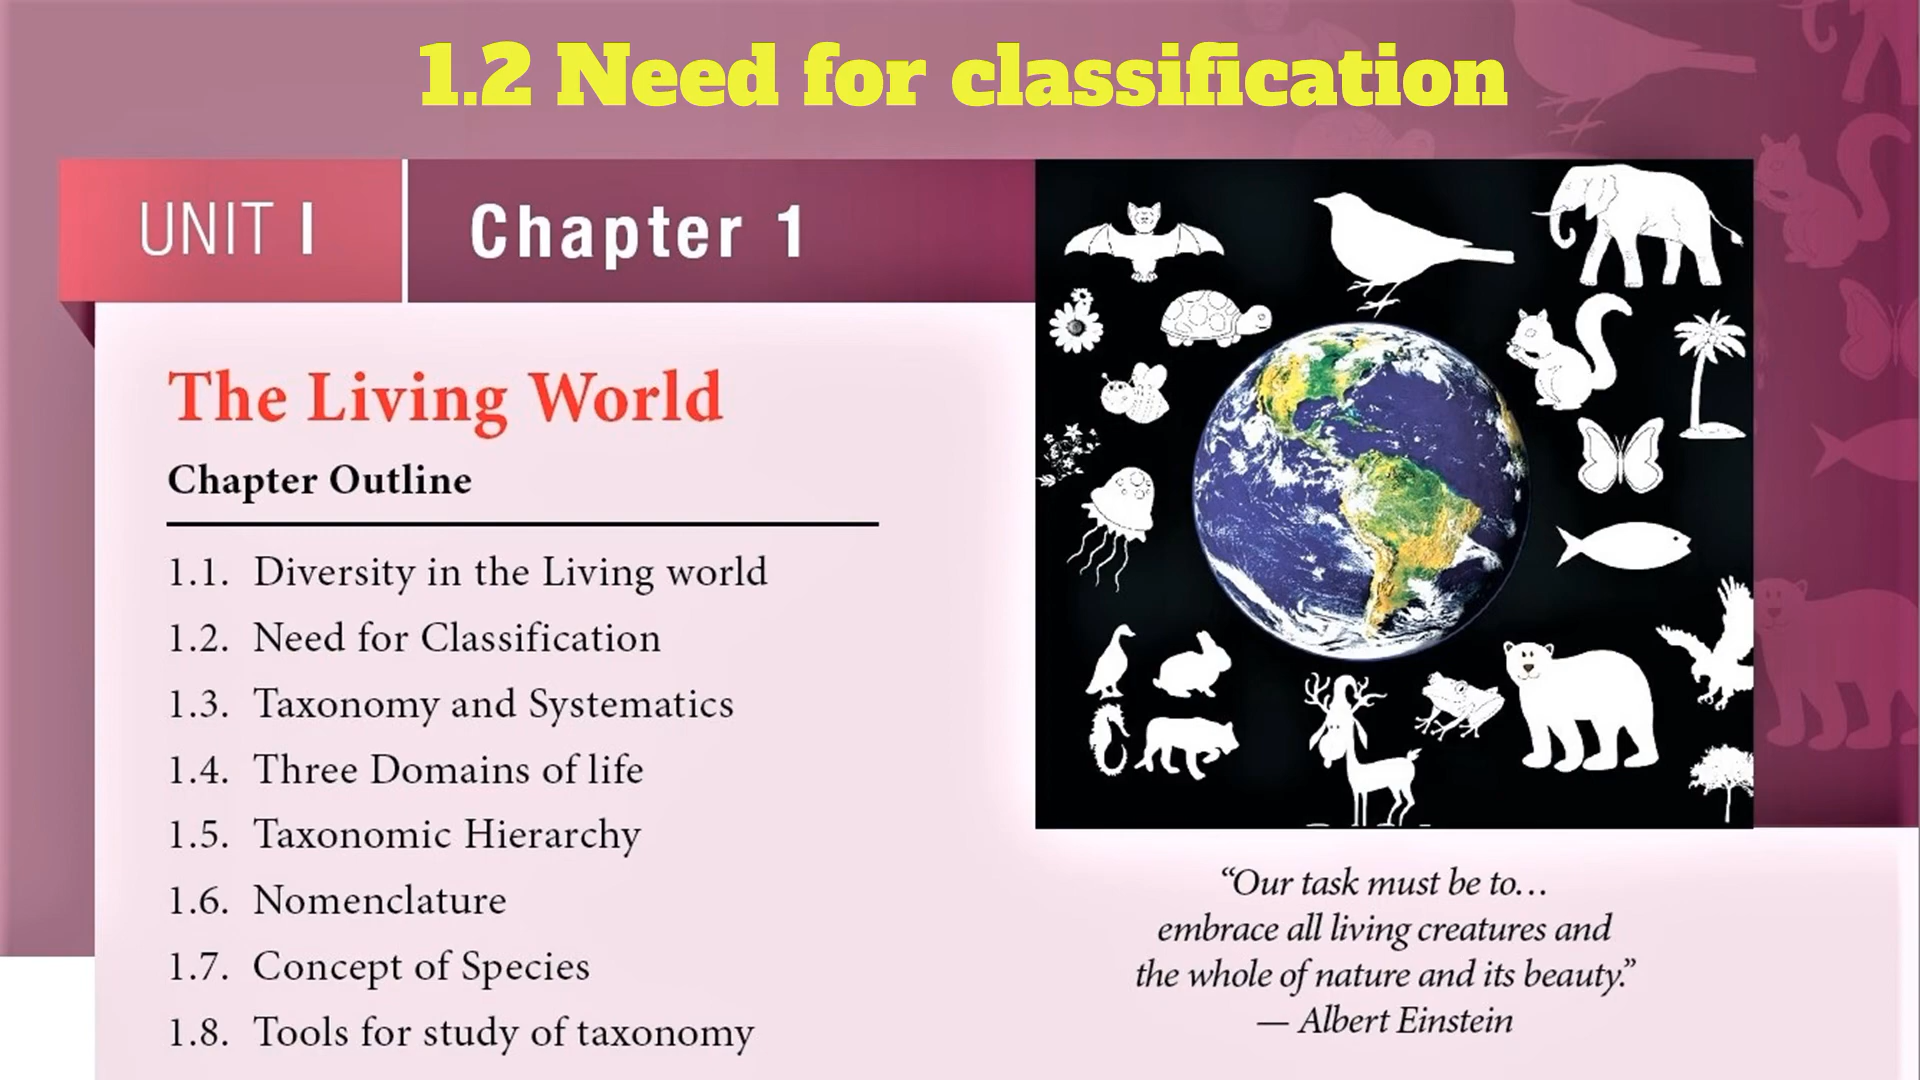 1.2 Need for classification
UNIT I
Chapter 1
The Living World
Chapter Outline
1.1. Diversity in the Living world
1.2. Need for Classification
1.3. Taxonomy and Systematics
1.4. Three Domains of life
1.5. Taxonomic Hierarchy
1.6. Nomenclature
1.7. Concept of Species
1.8. Tools for study of taxonomy
“Our task must be to…
embrace all living creatures and
the whole of nature and its beauty.”
— Albert Einstein